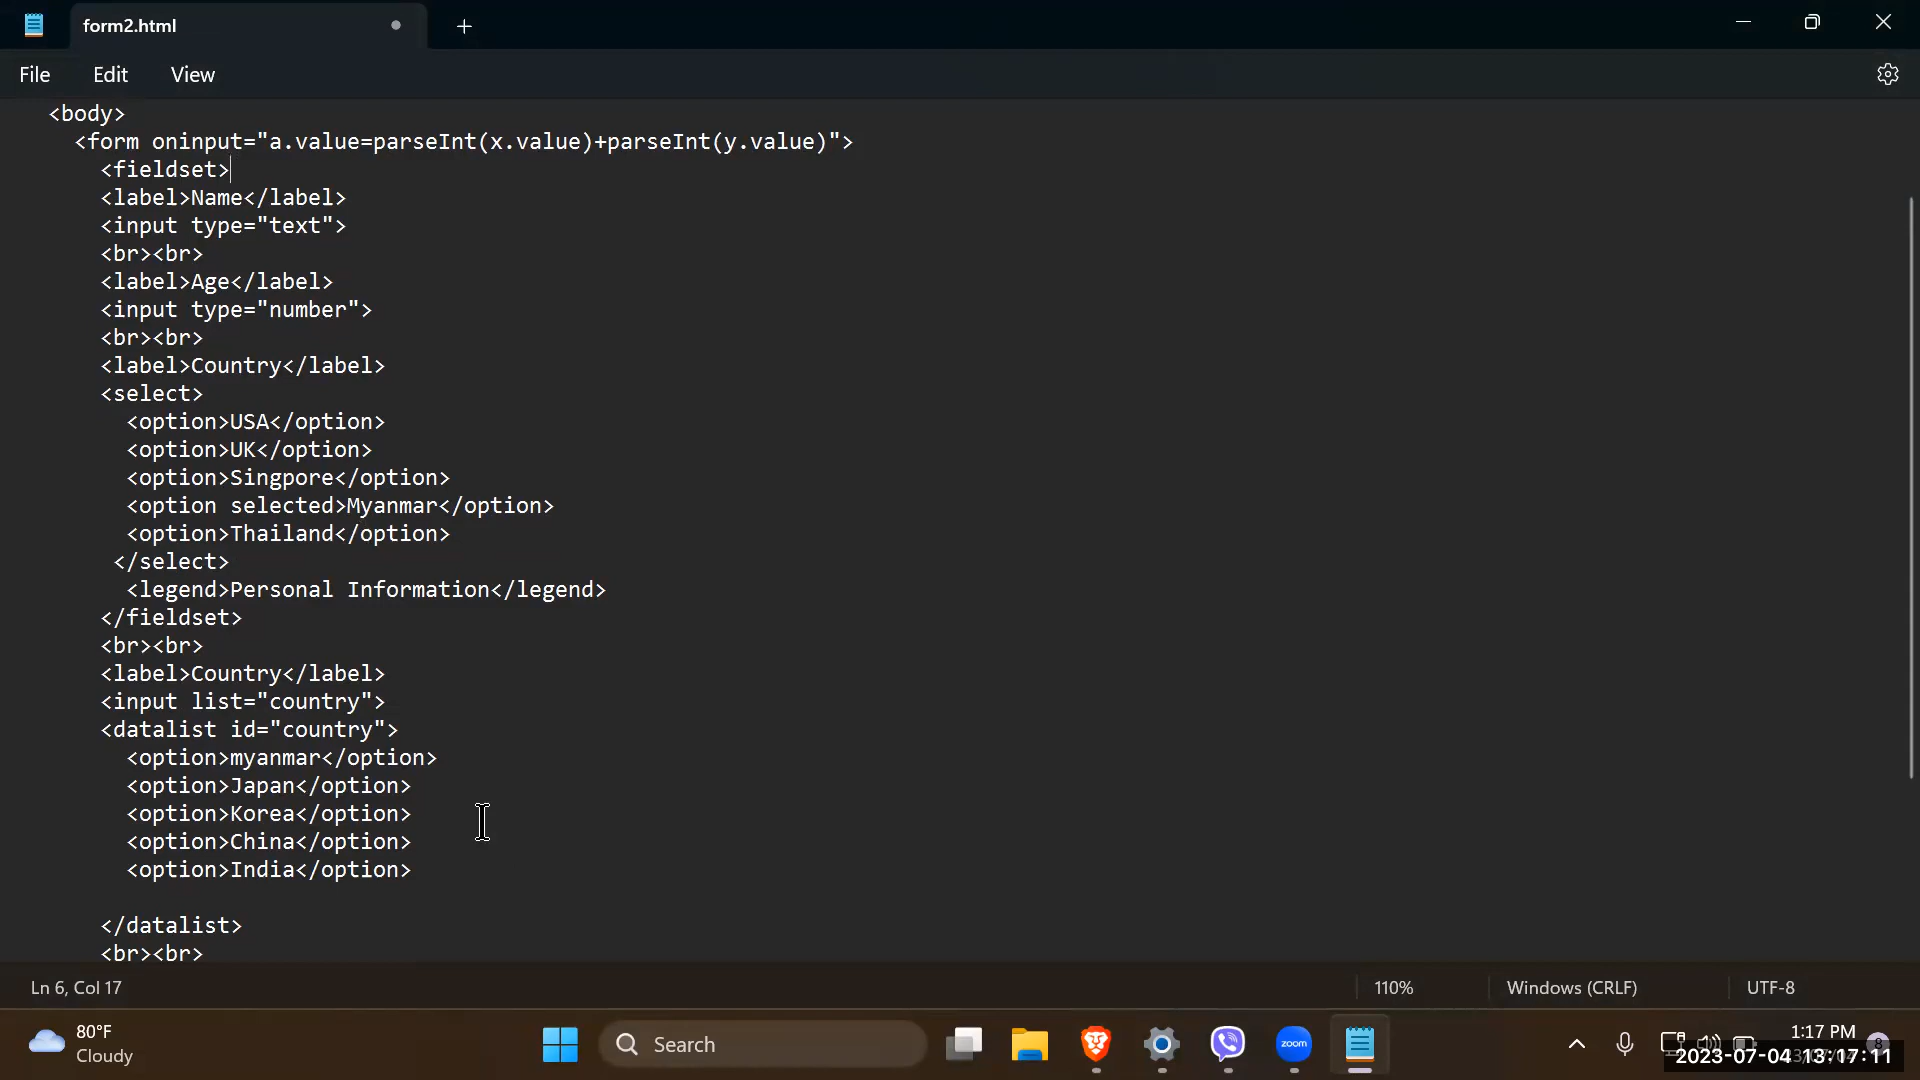 form2.html
File Edit View
<body>
<form oninput="a.value=parseInt(x.value)+parseInt(y.value)">
<fieldset>
<label>Name</label>
<input type="text">
<br><br>
<label>Age</label>
<input type="number">
<br><br>
<label>Country</label>
<select>
<option>USA</option>
<option>UK</option>
<option>Singpore</option>
<option selected>Myanmar</option>
<option>Thailand</option>
</select>
<legend>Personal Information</legend>
</fieldset>
<br><br>
<label>Country</label>
<input list="country">
<datalist id="country">
<option>myanmar</option>
<option>Japan</option>
<option>Korea</option>
<option>China</option>
<option>India</option>
</datalist>
<br><br>
Ln 6, Col 17 110% Windows (CRLF) UTF-8
80°F
Cloudy
Search
zoom
1:17 PM
8
2023-07-04 13:17:11